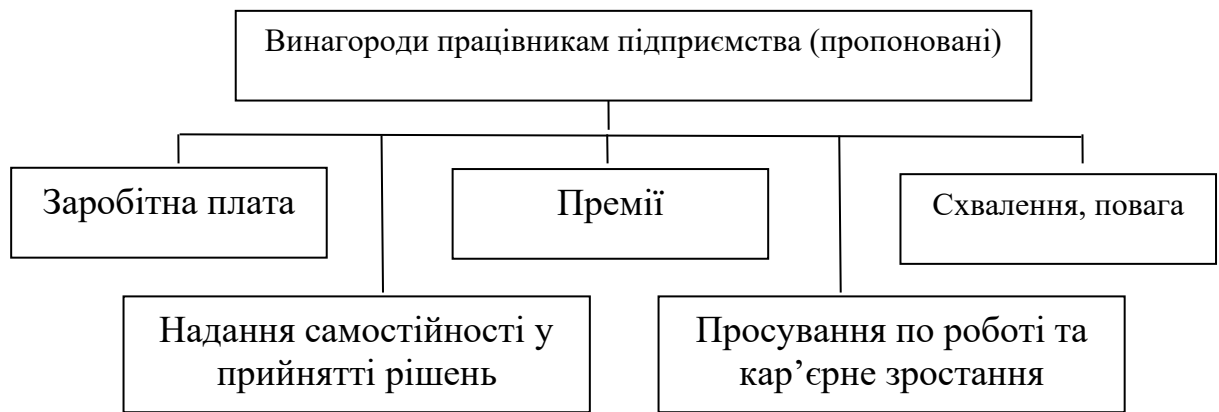 Винагороди працівникам підприємства (пропоновані)
Заробітна плата
Премії
Схвалення, повага
Надання самостійності у
прийнятті рішень
Просування по роботі та
кар’єрне зростання